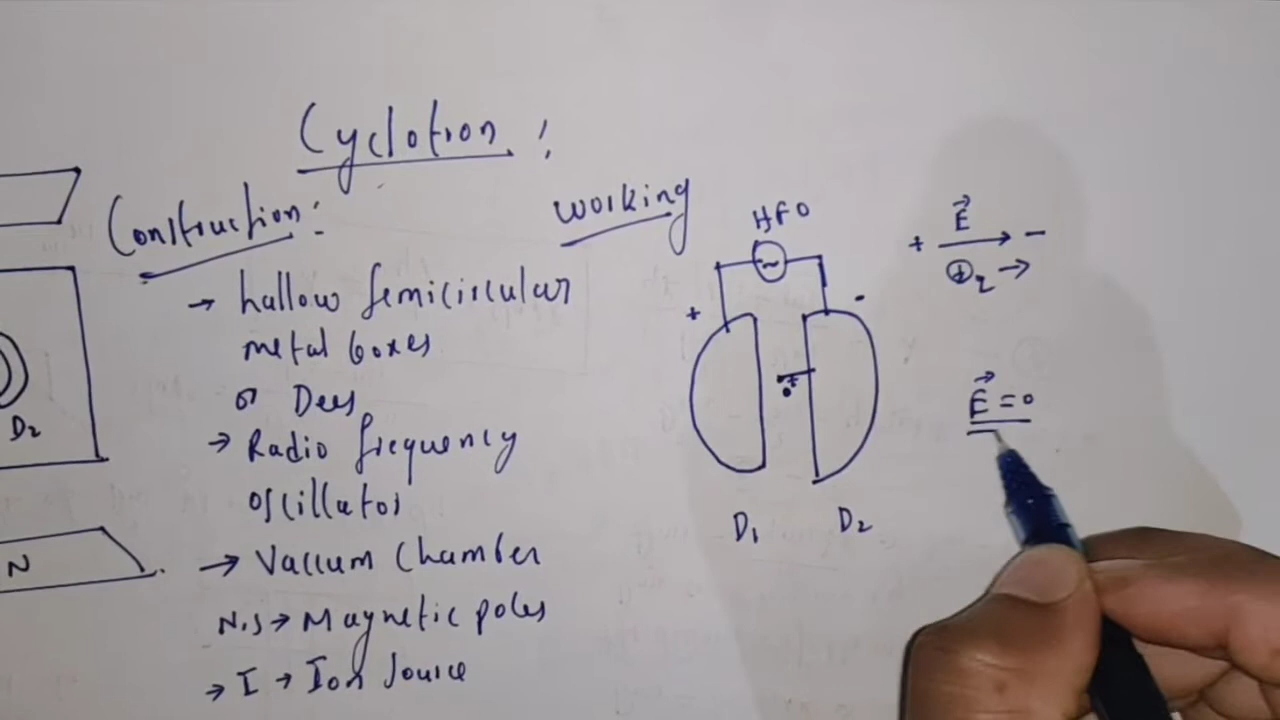 Cyclotron :
Construction :
→ hallow semicircular
metal boxes
or Dees
→ Radio frequency
oscillator
→ Vaccum Chamber
N,S → Magnetic poles
→ I → Ion source
D2
N
working
HFO
+ -
+
D1 D2
E⃗
+ → -
⊕q →
E⃗ = 0